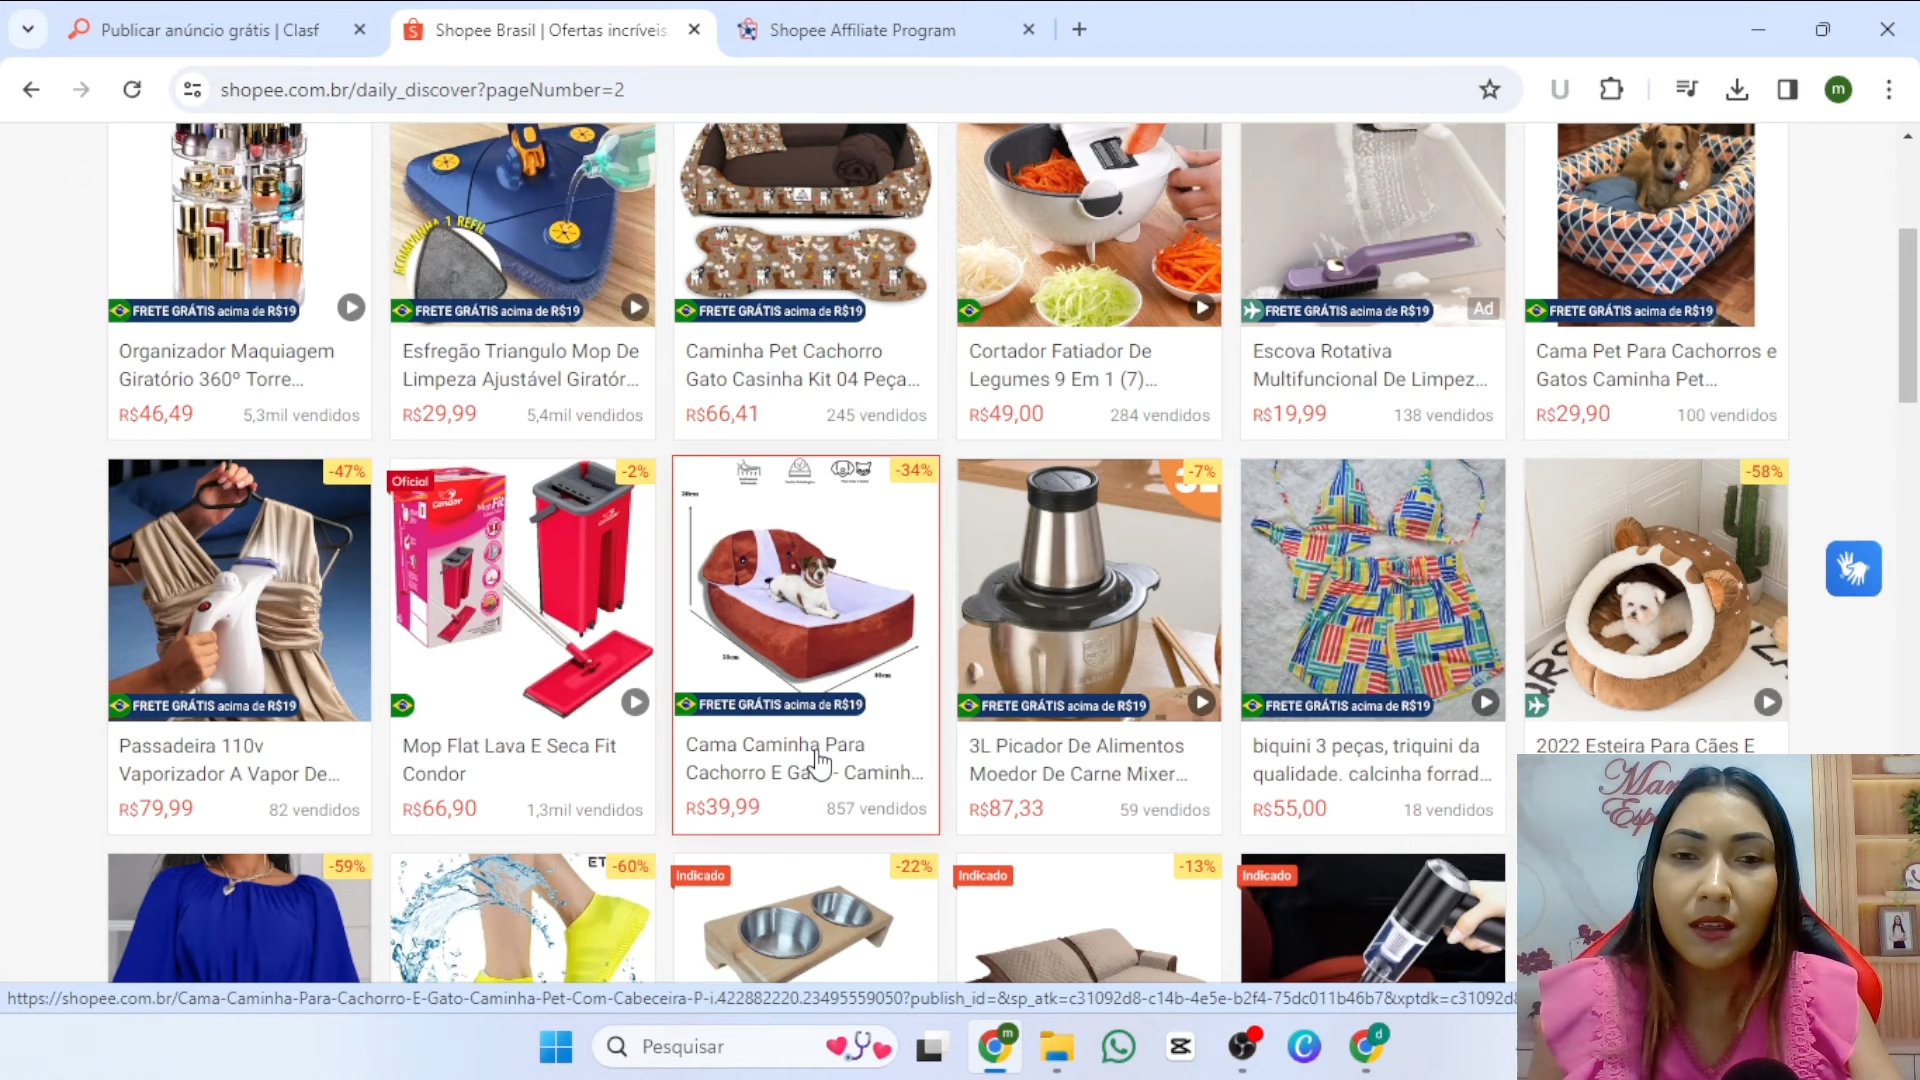 Publicar anúncio grátis | Clasf
Shopee Brasil | Ofertas incríveis
Shopee Affiliate Program
shopee.com.br/daily_discover?pageNumber=2
U
m
ACOMPANHA 1 REFIL
FRETE GRÁTIS acima de R$19
FRETE GRÁTIS acima de R$19
FRETE GRÁTIS acima de R$19
FRETE GRÁTIS acima de R$19
Ad
FRETE GRÁTIS acima de R$19
Organizador Maquiagem
Giratório 360º Torre...
R$46,49
5,3mil vendidos
Esfregão Triangulo Mop De
Limpeza Ajustável Giratór...
R$29,99
5,4mil vendidos
Caminha Pet Cachorro
Gato Casinha Kit 04 Peça...
R$66,41
245 vendidos
Cortador Fatiador De
Legumes 9 Em 1 (7)...
R$49,00
284 vendidos
Escova Rotativa
Multifuncional De Limpez...
R$19,99
138 vendidos
Cama Pet Para Cachorros e
Gatos Caminha Pet...
R$29,90
100 vendidos
-47%
FRETE GRÁTIS acima de R$19
Passadeira 110v
Vaporizador A Vapor De...
R$79,99
82 vendidos
Oficial
-2%
Condor
Mop Flat Lava E Seca Fit
Condor
R$66,90
1,3mil vendidos
-34%
FRETE GRÁTIS acima de R$19
Cama Caminha Para
Cachorro E Ga - Caminh...
R$39,99
857 vendidos
-7%
3L
FRETE GRÁTIS acima de R$19
3L Picador De Alimentos
Moedor De Carne Mixer...
R$87,33
59 vendidos
FRETE GRÁTIS acima de R$19
biquini 3 peças, triquini da
qualidade. calcinha forrad...
R$55,00
18 vendidos
-58%
2022 Esteira Para Cães E
-59%
-60%
Indicado
-22%
Indicado
-13%
Indicado
https://shopee.com.br/Cama-Caminha-Para-Cachorro-E-Gato-Caminha-Pet-Com-Cabeceira-P-i.422882220.23495559050?publish_id=&sp_atk=c31092d8-c14b-4e5e-b2f4-75dc011b46b7&xptdk=c31092d
Pesquisar
m
d